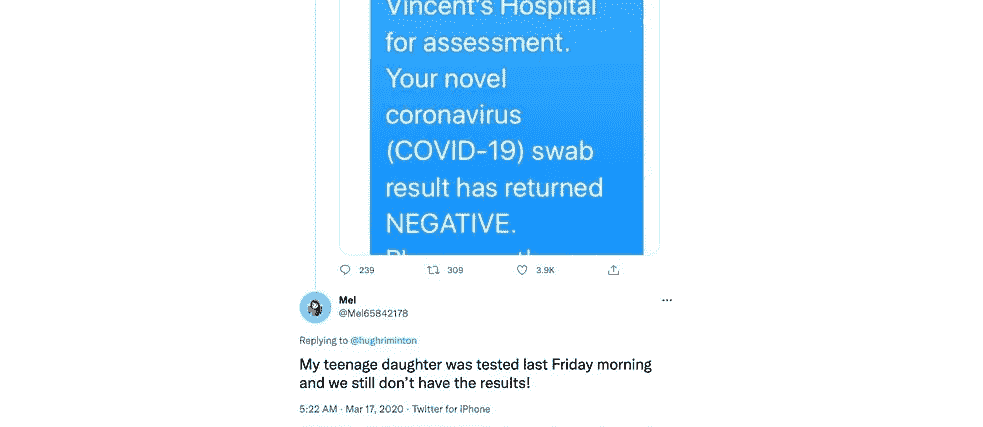 Vincent's Hospital
for assessment.
Your novel
coronavirus
(COVID-19) swab
result has returned
NEGATIVE.
239 309 3.9K
Mel
@Mel65842178
Replying to @hughriminton
My teenage daughter was tested last Friday morning
and we still don't have the results!
5:22 AM · Mar 17, 2020 · Twitter for iPhone